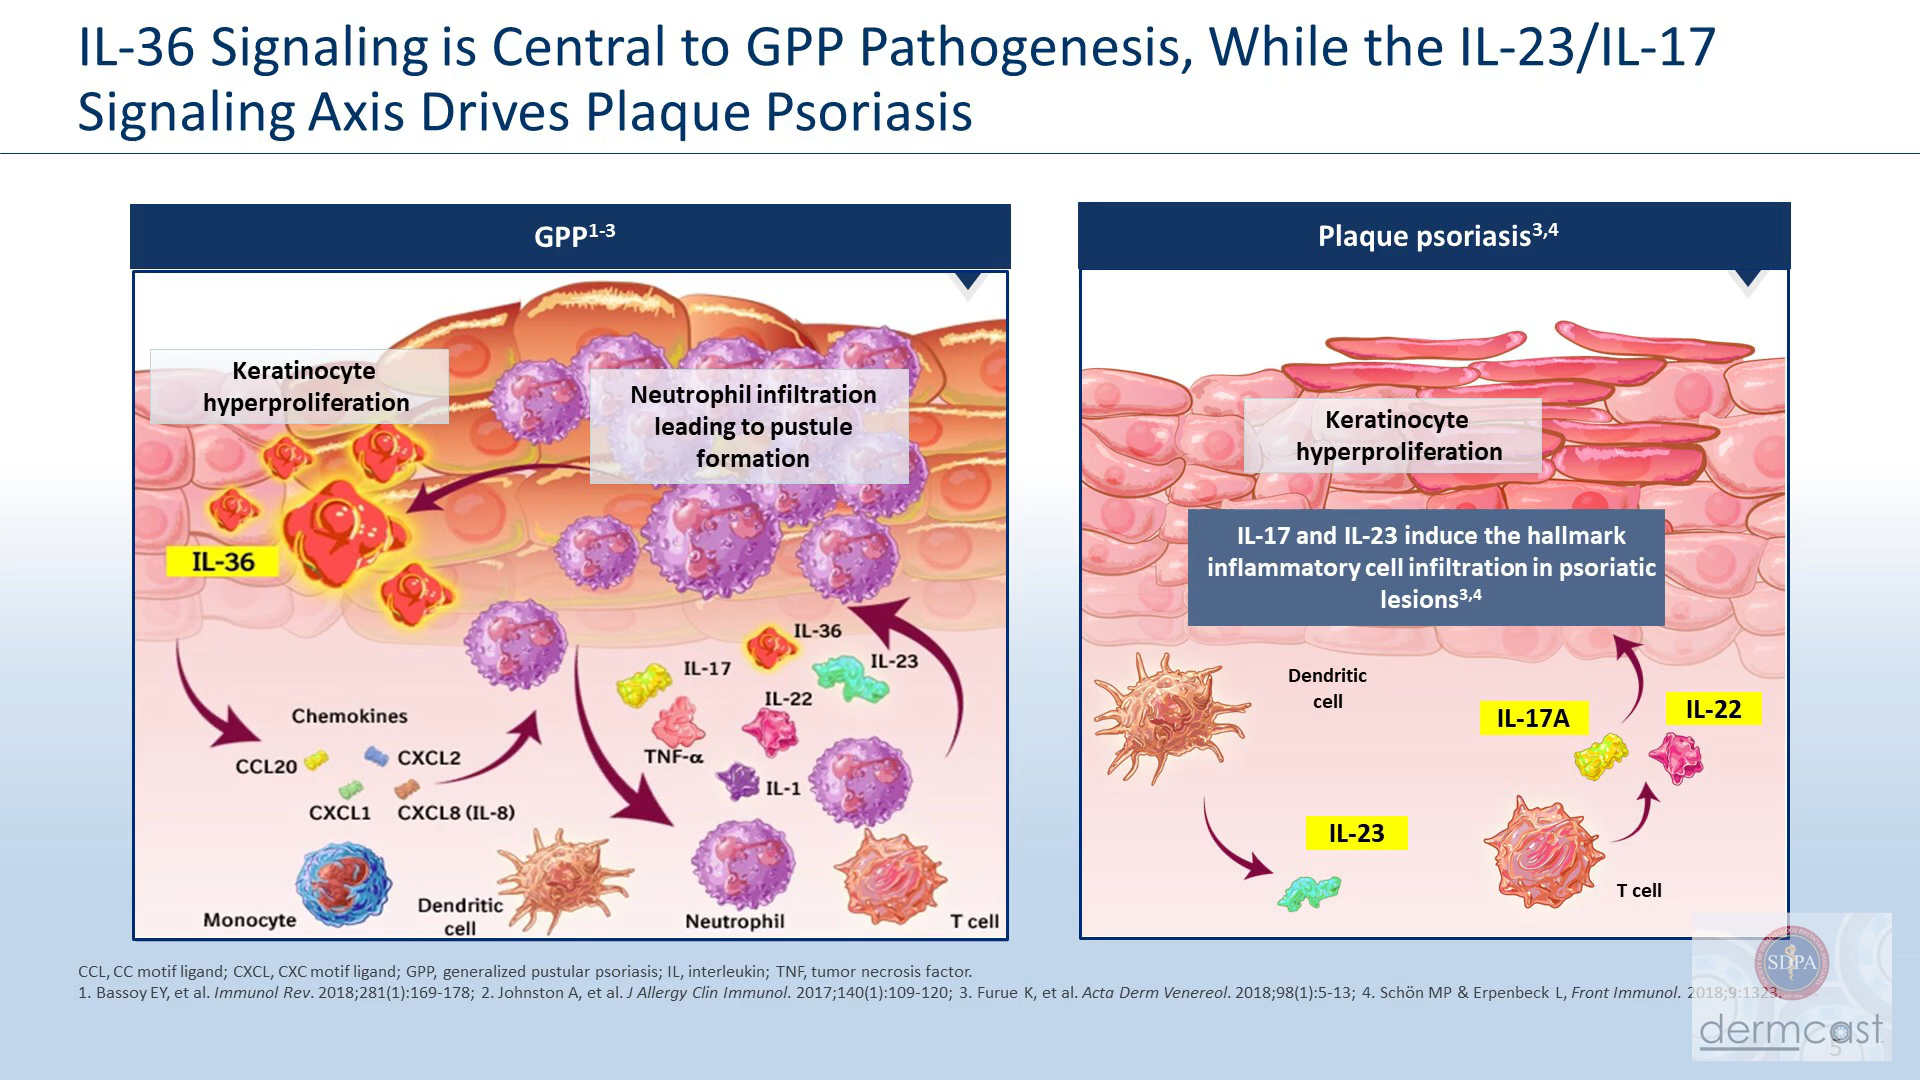 IL-36 Signaling is Central to GPP Pathogenesis, While the IL-23/IL-17
Signaling Axis Drives Plaque Psoriasis
GPP1-3
Keratinocyte
hyperproliferation
Neutrophil infiltration
leading to pustule
formation
IL-36
IL-36
IL-17
IL-23
IL-22
TNF-α
IL-1
Chemokines
CCL20
CXCL2
CXCL1
CXCL8 (IL-8)
Monocyte
Dendritic
cell
Neutrophil
T cell
Plaque psoriasis3,4
Keratinocyte
hyperproliferation
IL-17 and IL-23 induce the hallmark
inflammatory cell infiltration in psoriatic
lesions3,4
Dendritic
cell
IL-17A
IL-22
IL-23
T cell
CCL, CC motif ligand; CXCL, CXC motif ligand; GPP, generalized pustular psoriasis; IL, interleukin; TNF, tumor necrosis factor.
1. Bassoy EY, et al. Immunol Rev. 2018;281(1):169-178; 2. Johnston A, et al. J Allergy Clin Immunol. 2017;140(1):109-120; 3. Furue K, et al. Acta Derm Venereol. 2018;98(1):5-13; 4. Schön MP & Erpenbeck L, Front Immunol. 2018;9:1323.
SDPA
dermcast
5